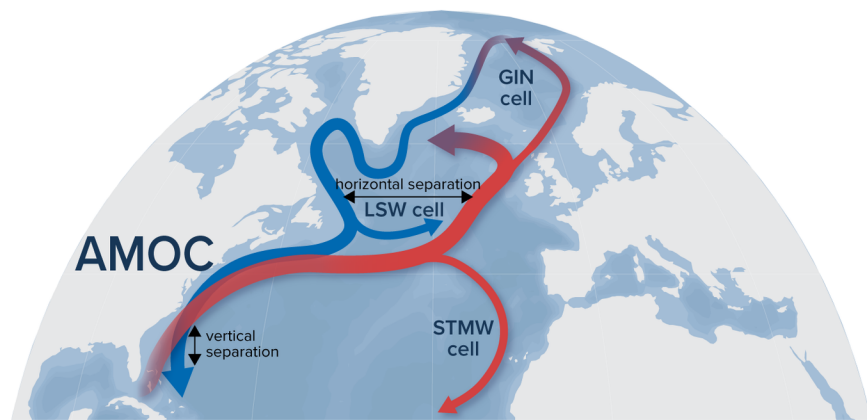 GIN
cell
horizontal separation
LSW cell
AMOC
vertical
separation
STMW
cell